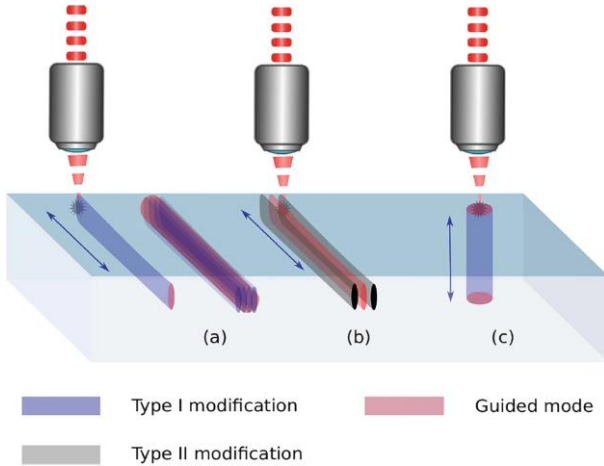 (a)
(b)
(c)
Type I modification
Guided mode
Type II modification